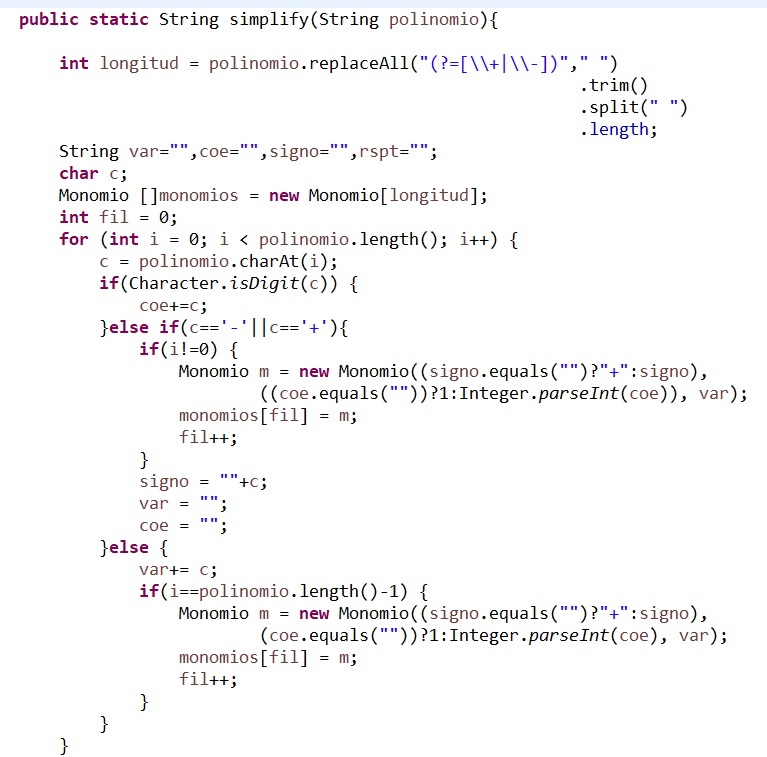 public static String simplify(String polinomio){
int longitud = polinomio.replaceAll("(?=[\\+|\\-])"," ")
.trim()
.split(" ")
.length;
String var="",coe="",signo="",rspt="";
char c;
Monomio []monomios = new Monomio[longitud];
int fil = 0;
for (int i = 0; i < polinomio.length(); i++) {
c = polinomio.charAt(i);
if(Character.isDigit(c)) {
coe+=c;
}else if(c=='-'||c=='+'){
if(i!=0) {
Monomio m = new Monomio((signo.equals("")?"+":signo),
((coe.equals(""))?1:Integer.parseInt(coe)), var);
monomios[fil] = m;
fil++;
}
signo = ""+c;
var = "";
coe = "";
}else {
var+= c;
if(i==polinomio.length()-1) {
Monomio m = new Monomio((signo.equals("")?"+":signo),
(coe.equals(""))?1:Integer.parseInt(coe), var);
monomios[fil] = m;
fil++;
}
}
}